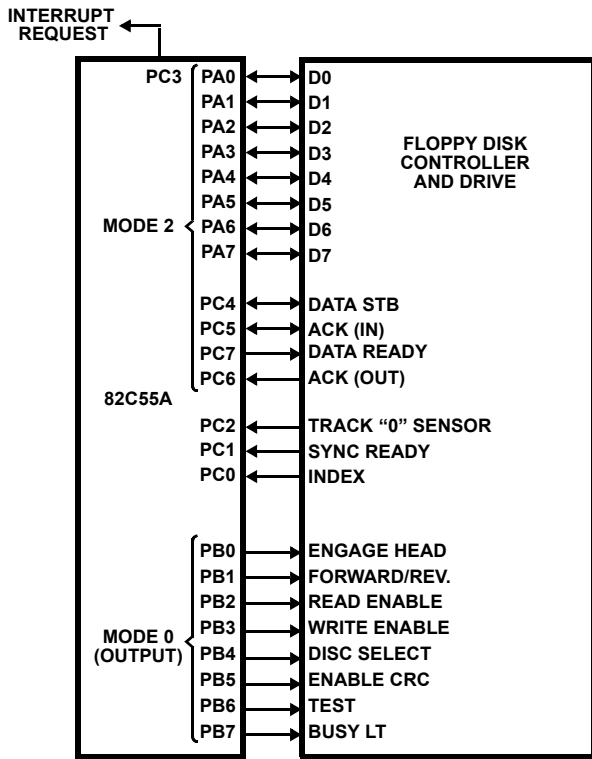 INTERRUPT
REQUEST
PC3 PA0 D0
PA1 D1
PA2 D2
PA3 D3
PA4 D4
PA5 D5
PA6 D6
PA7 D7
MODE 2
FLOPPY DISK
CONTROLLER
AND DRIVE
PC4 DATA STB
PC5 ACK (IN)
PC7 DATA READY
PC6 ACK (OUT)
82C55A
PC2 TRACK “0” SENSOR
PC1 SYNC READY
PC0 INDEX
PB0 ENGAGE HEAD
PB1 FORWARD/REV.
PB2 READ ENABLE
PB3 WRITE ENABLE
PB4 DISC SELECT
PB5 ENABLE CRC
PB6 TEST
PB7 BUSY LT
MODE 0
(OUTPUT)